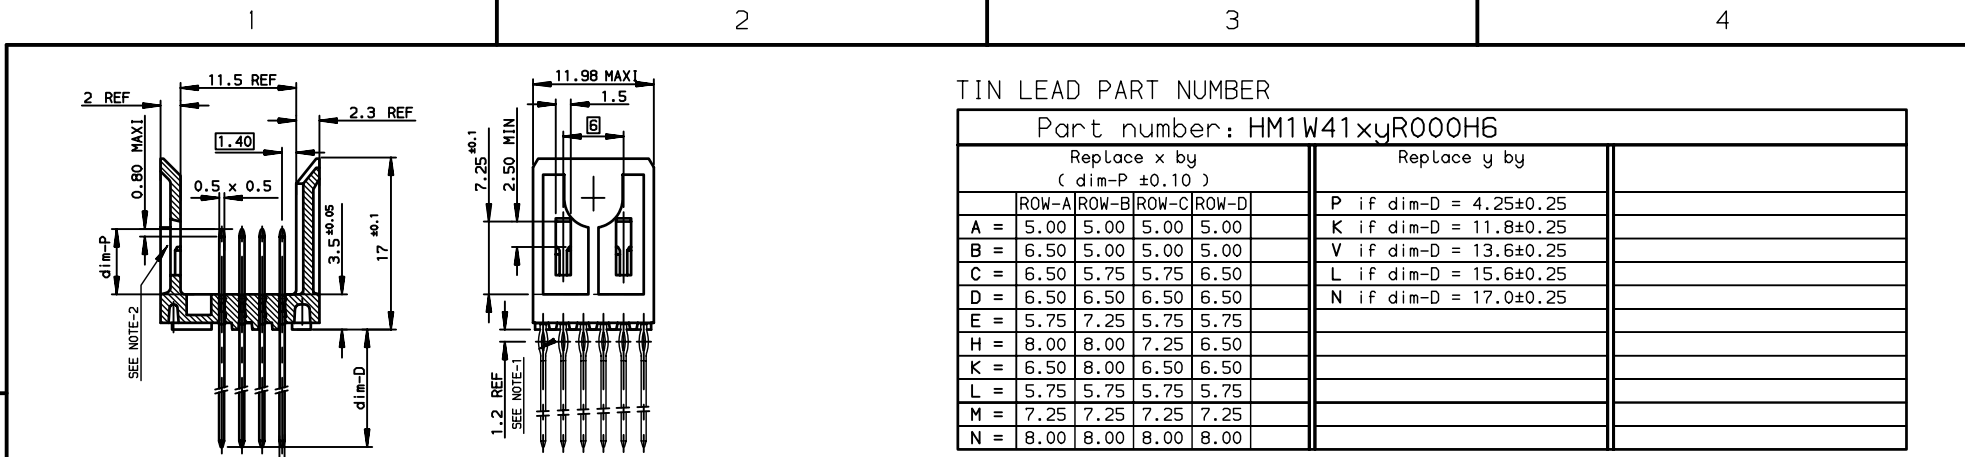 1 2 3 4
11.5 REF
2 REF
2.3 REF
0.80 MAXI
1.40
0.5 x 0.5
dim-P
3.5±0.05
17±0.1
SEE NOTE-2
dim-D
11.98 MAXI
1.5
6
7.25±0.1
2.50 MIN
1.2 REF
SEE NOTE-1
TIN LEAD PART NUMBER
Part number: HM1W41xyR000H6
Replace x by
( dim-P ±0.10 )
Replace y by
ROW-A ROW-B ROW-C ROW-D
P if dim-D = 4.25±0.25
A = 5.00 5.00 5.00 5.00
K if dim-D = 11.8±0.25
B = 6.50 5.00 5.00 5.00
V if dim-D = 13.6±0.25
C = 6.50 5.75 5.75 6.50
L if dim-D = 15.6±0.25
D = 6.50 6.50 6.50 6.50
N if dim-D = 17.0±0.25
E = 5.75 7.25 5.75 5.75
H = 8.00 8.00 7.25 6.50
K = 6.50 8.00 6.50 6.50
L = 5.75 5.75 5.75 5.75
M = 7.25 7.25 7.25 7.25
N = 8.00 8.00 8.00 8.00